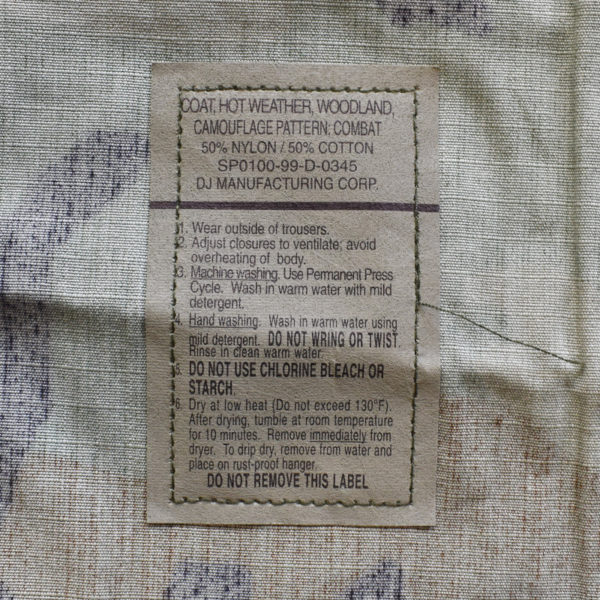 COAT, HOT WEATHER, WOODLAND,
CAMOUFLAGE PATTERN: COMBAT
50% NYLON / 50% COTTON
SP0100-99-D-0345
DJ MANUFACTURING CORP.
1. Wear outside of trousers.
2. Adjust closures to ventilate; avoid
overheating of body.
3. Machine washing. Use Permanent Press
Cycle. Wash in warm water with mild
detergent.
4. Hand washing. Wash in warm water using
mild detergent. DO NOT WRING OR TWIST.
Rinse in clean warm water.
5. DO NOT USE CHLORINE BLEACH OR
STARCH.
6. Dry at low heat (Do not exceed 130°F).
After drying, tumble at room temperature
for 10 minutes. Remove immediately from
dryer. To drip dry, remove from water and
place on rust-proof hanger.
DO NOT REMOVE THIS LABEL